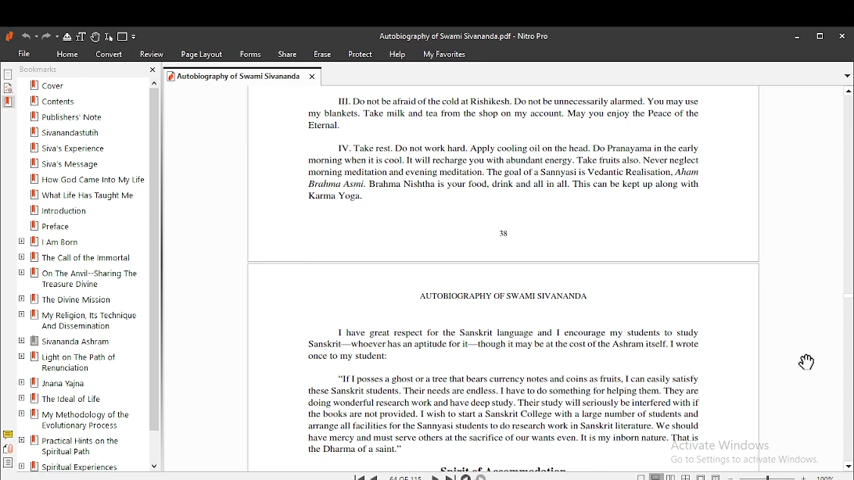 Autobiography of Swami Sivananda.pdf - Nitro Pro
File Home Convert Review Page Layout Forms Share Erase Protect Help My Favorites
Bookmarks
Autobiography of Swami Sivananda
Cover
Contents
Publishers' Note
Sivanandastutih
Siva's Experience
Siva's Message
How God Came Into My Life
What Life Has Taught Me
Introduction
Preface
I Am Born
The Call of the Immortal
On The Anvil--Sharing The
Treasure Divine
The Divine Mission
My Religion, Its Technique
And Dissemination
Sivananda Ashram
Light on The Path of
Renunciation
Jnana Yajna
The Ideal of Life
My Methodology of the
Evolutionary Process
Practical Hints on the
Spiritual Path
Spiritual Experiences
III. Do not be afraid of the cold at Rishikesh. Do not be unnecessarily alarmed. You may use
my blankets. Take milk and tea from the shop on my account. May you enjoy the Peace of the
Eternal.
IV. Take rest. Do not work hard. Apply cooling oil on the head. Do Pranayama in the early
morning when it is cool. It will recharge you with abundant energy. Take fruits also. Never neglect
morning meditation and evening meditation. The goal of a Sannyasi is Vedantic Realisation, Aham
Brahma Asmi. Brahma Nishtha is your food, drink and all in all. This can be kept up along with
Karma Yoga.
38
AUTOBIOGRAPHY OF SWAMI SIVANANDA
I have great respect for the Sanskrit language and I encourage my students to study
Sanskrit—whoever has an aptitude for it—though it may be at the cost of the Ashram itself. I wrote
once to my student:
"If I posses a ghost or a tree that bears currency notes and coins as fruits, I can easily satisfy
these Sanskrit students. Their needs are endless. I have to do something for helping them. They are
doing wonderful research work and have deep study. Their study will seriously be interfered with if
the books are not provided. I wish to start a Sanskrit College with a large number of students and
arrange all facilities for the Sannyasi students to do research work in Sanskrit literature. We should
have mercy and must serve others at the sacrifice of our wants even. It is my inborn nature. That is
the Dharma of a saint."
Spirit of Accommodation
Activate Windows
Go to Settings to activate Windows.
64 OF 115
100%